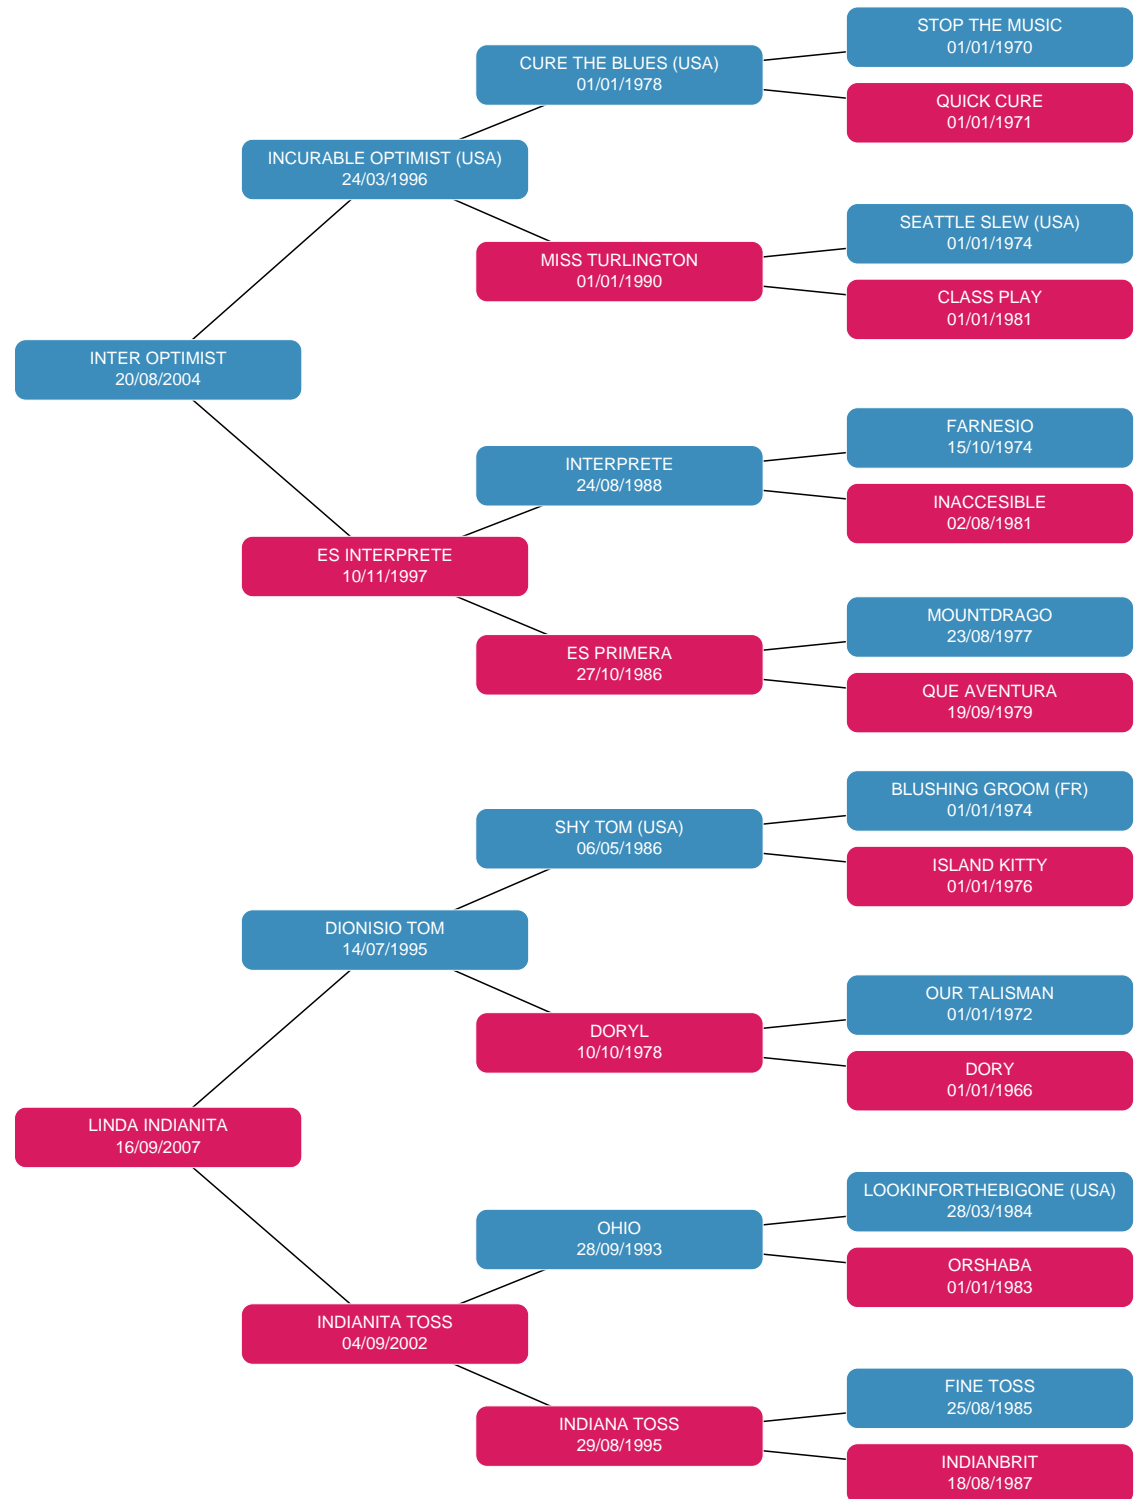 STOP THE MUSIC
01/01/1970
CURE THE BLUES (USA)
01/01/1978
QUICK CURE
01/01/1971
INCURABLE OPTIMIST (USA)
24/03/1996
SEATTLE SLEW (USA)
01/01/1974
MISS TURLINGTON
01/01/1990
CLASS PLAY
01/01/1981
INTER OPTIMIST
20/08/2004
FARNESIO
15/10/1974
INTERPRETE
24/08/1988
INACCESIBLE
02/08/1981
ES INTERPRETE
10/11/1997
MOUNTDRAGO
23/08/1977
ES PRIMERA
27/10/1986
QUE AVENTURA
19/09/1979
BLUSHING GROOM (FR)
01/01/1974
SHY TOM (USA)
06/05/1986
ISLAND KITTY
01/01/1976
DIONISIO TOM
14/07/1995
OUR TALISMAN
01/01/1972
DORYL
10/10/1978
DORY
01/01/1966
LINDA INDIANITA
16/09/2007
LOOKINFORTHEBIGONE (USA)
28/03/1984
OHIO
28/09/1993
ORSHABA
01/01/1983
INDIANITA TOSS
04/09/2002
FINE TOSS
25/08/1985
INDIANA TOSS
29/08/1995
INDIANBRIT
18/08/1987